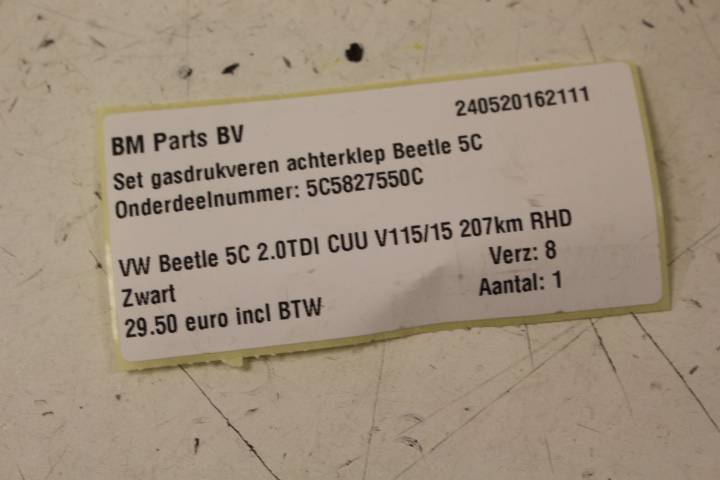 BM Parts BV 240520162111
Set gasdrukveren achterklep Beetle 5C
Onderdeelnummer: 5C5827550C
VW Beetle 5C 2.0TDI CUU V115/15 207km RHD
Zwart Verz: 8
29.50 euro incl BTW Aantal: 1